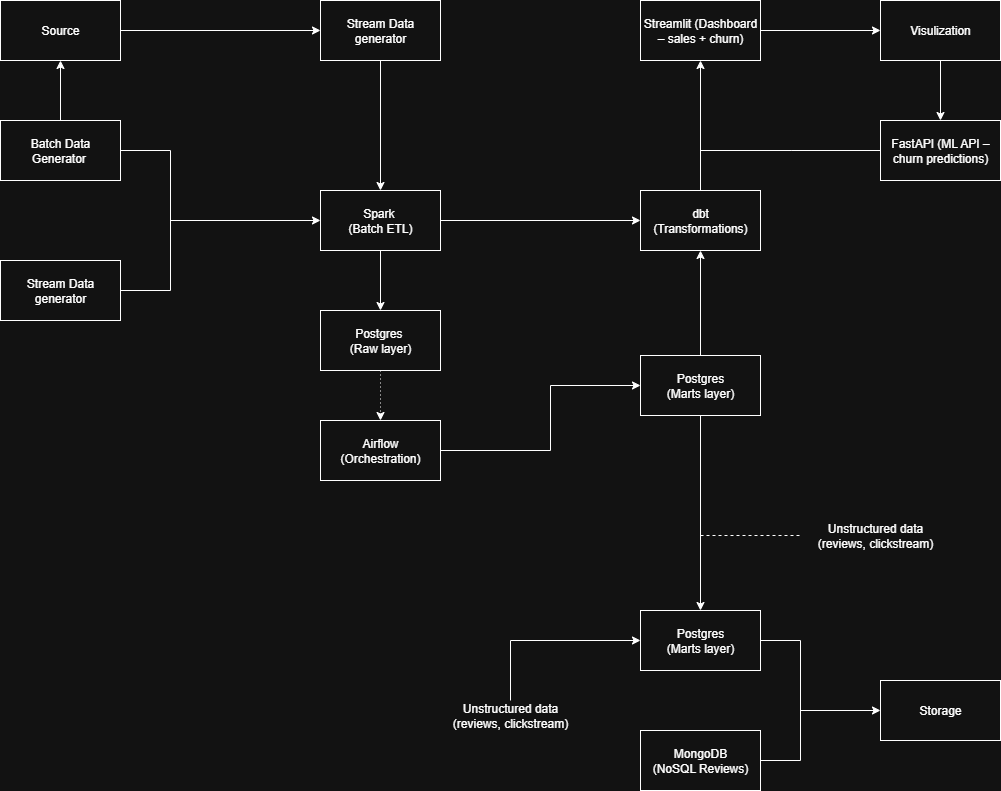 Source
Stream Data
generator
Streamlit (Dashboard
– sales + churn)
Visulization
Batch Data
Generator
FastAPI (ML API –
churn predictions)
Spark
(Batch ETL)
dbt
(Transformations)
Stream Data
generator
Postgres
(Raw layer)
Postgres
(Marts layer)
Airflow
(Orchestration)
Unstructured data
(reviews, clickstream)
Postgres
(Marts layer)
Unstructured data
(reviews, clickstream)
Storage
MongoDB
(NoSQL Reviews)